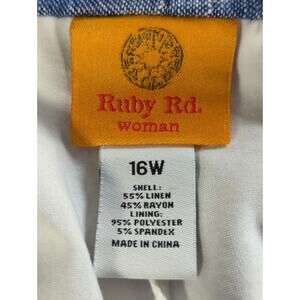 Ruby Rd.
woman
16W
SHELL:
55% LINEN
45% RAYON
LINING:
95% POLYESTER
5% SPANDEX
MADE IN CHINA